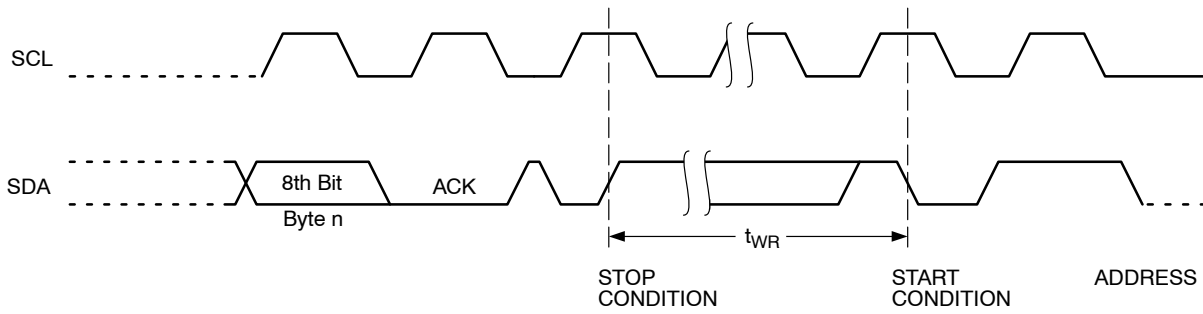 SCL
SDA
8th Bit
ACK
Byte n
tWR
STOP
CONDITION
START
CONDITION
ADDRESS